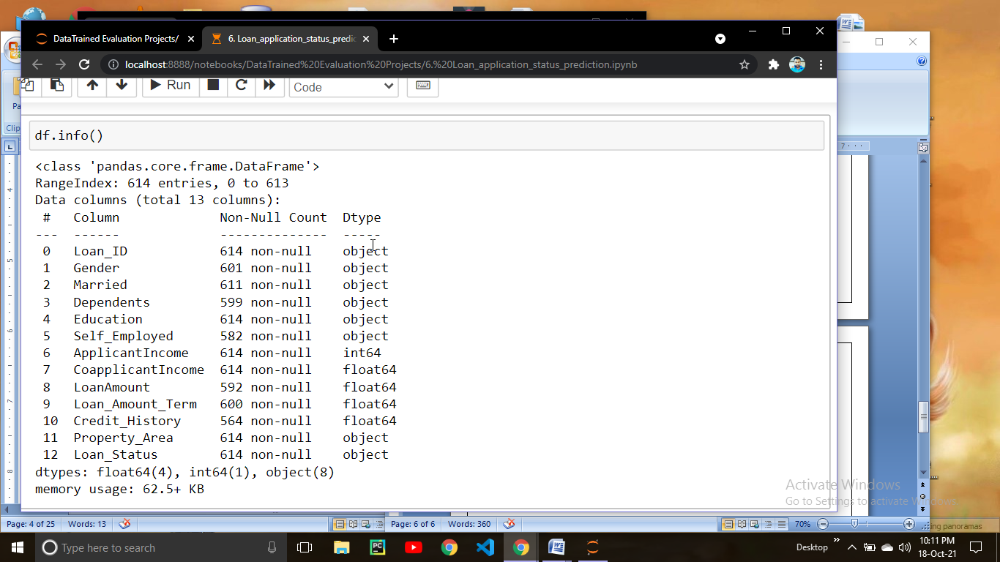 DataTrained Evaluation Projects/
6. Loan_application_status_predic
localhost:8888/notebooks/DataTrained%20Evaluation%20Projects/6.%20Loan_application_status_prediction.ipynb
Run
Code
Pa
Clip
7
df.info()
<class 'pandas.core.frame.DataFrame'>
RangeIndex: 614 entries, 0 to 613
Data columns (total 13 columns):
# Column Non-Null Count Dtype
--- ------ -------------- -----
0 Loan_ID 614 non-null object
1 Gender 601 non-null object
2 Married 611 non-null object
3 Dependents 599 non-null object
4 Education 614 non-null object
5 Self_Employed 582 non-null object
6 ApplicantIncome 614 non-null int64
7 CoapplicantIncome 614 non-null float64
8 LoanAmount 592 non-null float64
9 Loan_Amount_Term 600 non-null float64
10 Credit_History 564 non-null float64
11 Property_Area 614 non-null object
12 Loan_Status 614 non-null object
dtypes: float64(4), int64(1), object(8)
memory usage: 62.5+ KB
4
5
6
7
8
Activate Windows
Go to Settings to activate Windows.
Page: 4 of 25 Words: 13
Page: 6 of 6 Words: 360
70%
ing panoramas
Type here to search
Desktop
10:11 PM
18-Oct-21